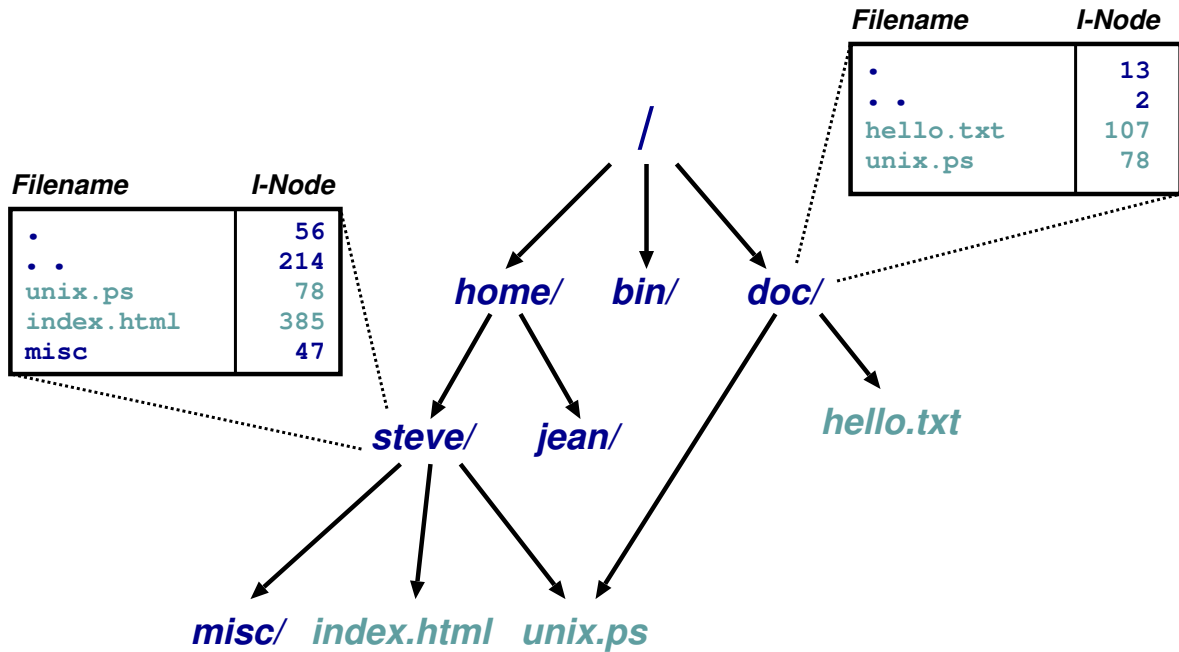 Filename I-Node
. 13
.. 2
hello.txt 107
unix.ps 78
/
Filename I-Node
. 56
.. 214
unix.ps 78
index.html 385
misc 47
home/ bin/ doc/
steve/ jean/ hello.txt
misc/ index.html unix.ps